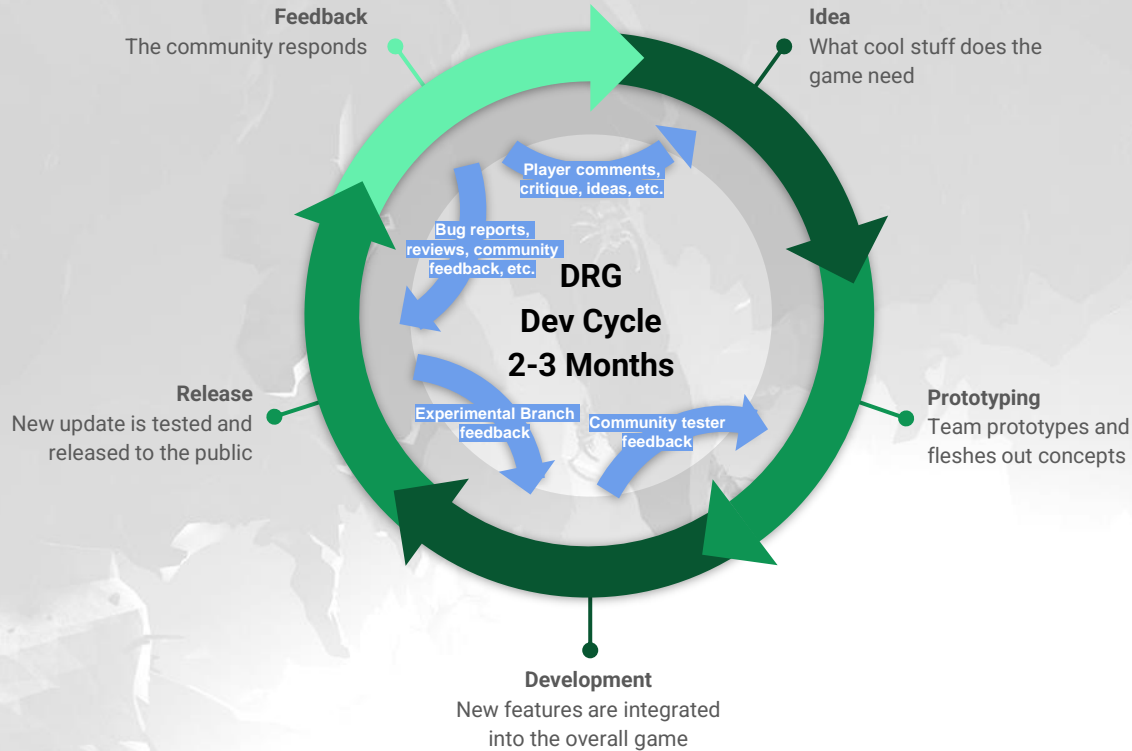 Feedback
The community responds
Idea
What cool stuff does the
game need
Player comments,
critique, ideas, etc.
Bug reports,
reviews, community
feedback, etc.
DRG
Dev Cycle
2-3 Months
Release
New update is tested and
released to the public
Experimental Branch
feedback
Community tester
feedback
Prototyping
Team prototypes and
fleshes out concepts
Development
New features are integrated
into the overall game